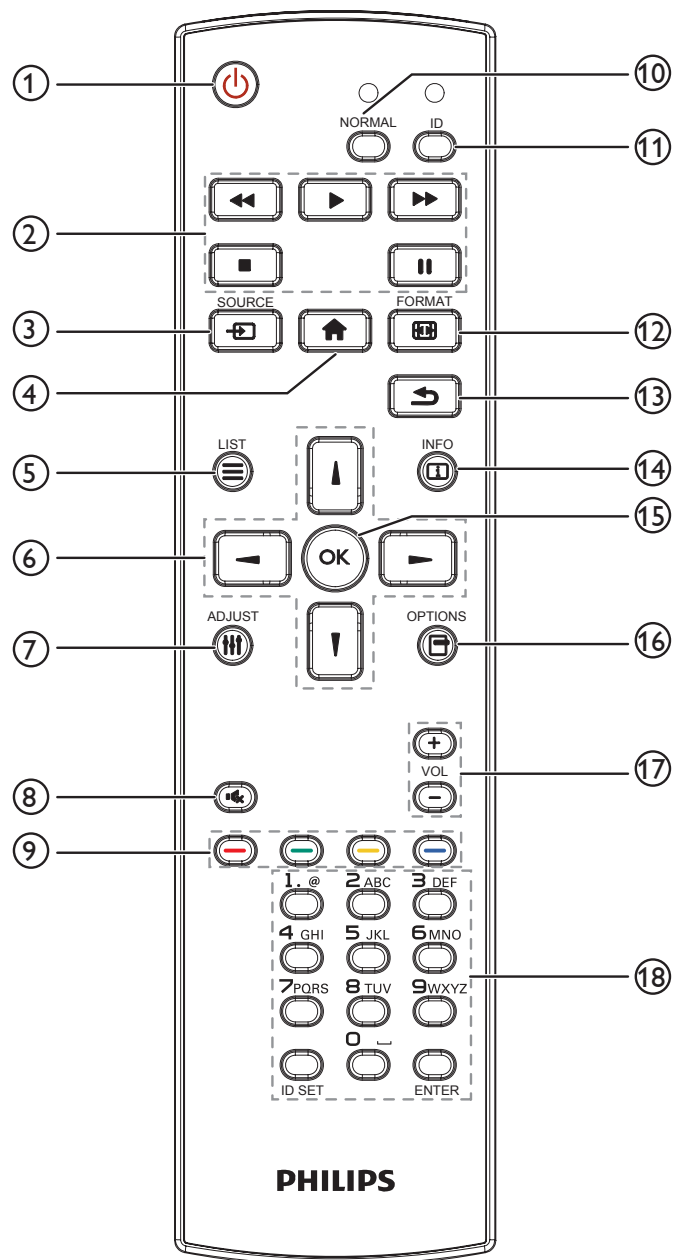 1
10
NORMAL
ID
11
2
SOURCE
FORMAT
3
12
4
13
LIST
INFO
5
14
15
6
OK
ADJUST
OPTIONS
7
16
+
VOL
17
-
8
9
1. @
2 ABC
3 DEF
4 GHI
5 JKL
6 MNO
18
7 PQRS
8 TUV
9 WXYZ
0 ⎵
ID SET
ENTER
PHILIPS